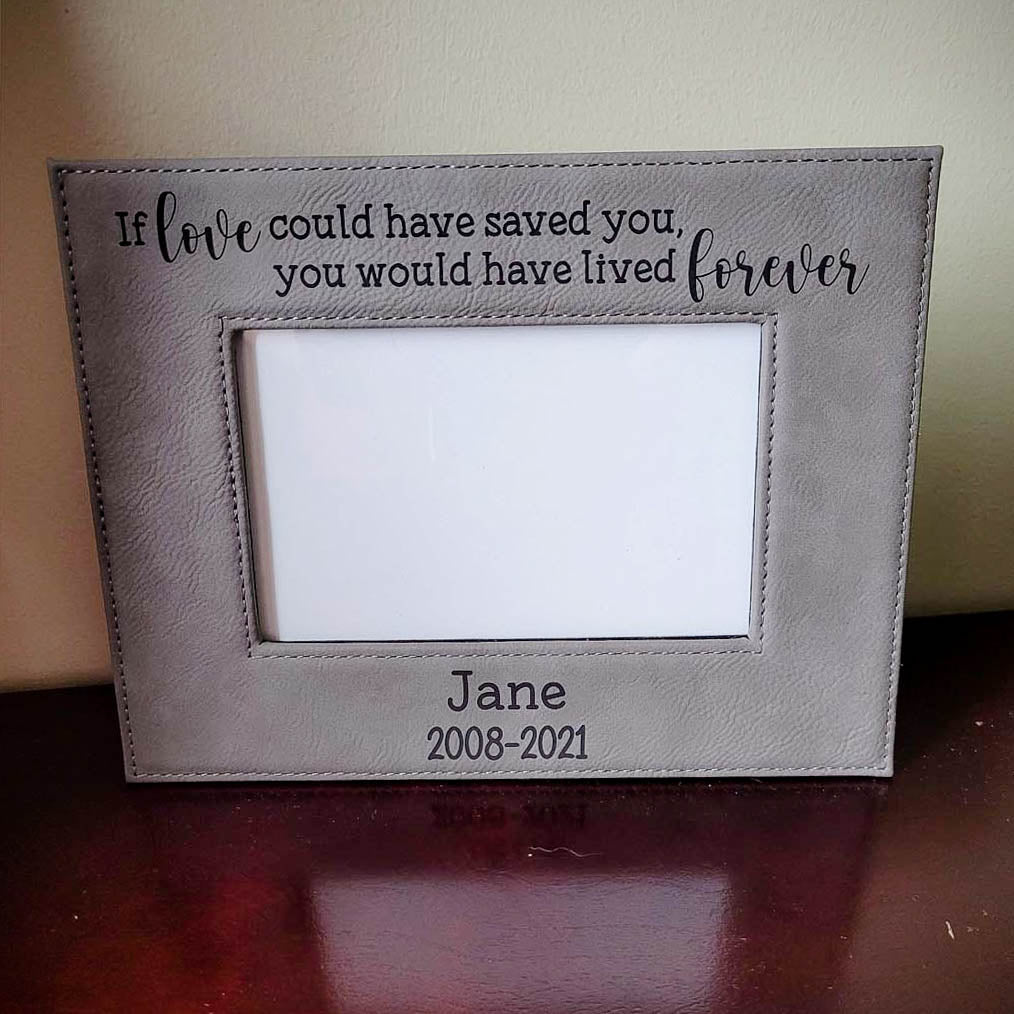 If love could have saved you,
you would have lived forever
Jane
2008-2021